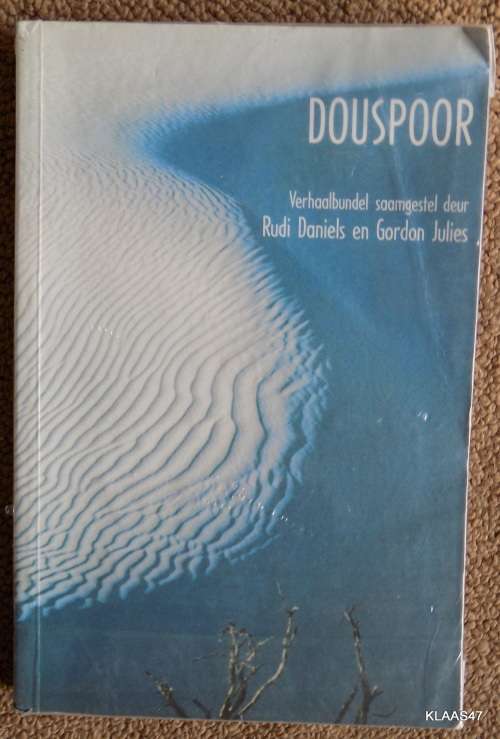 DOUSPOOR
Verhaalbundel saamgestel deur
Rudi Daniels en Gordon Julies
KLAAS47